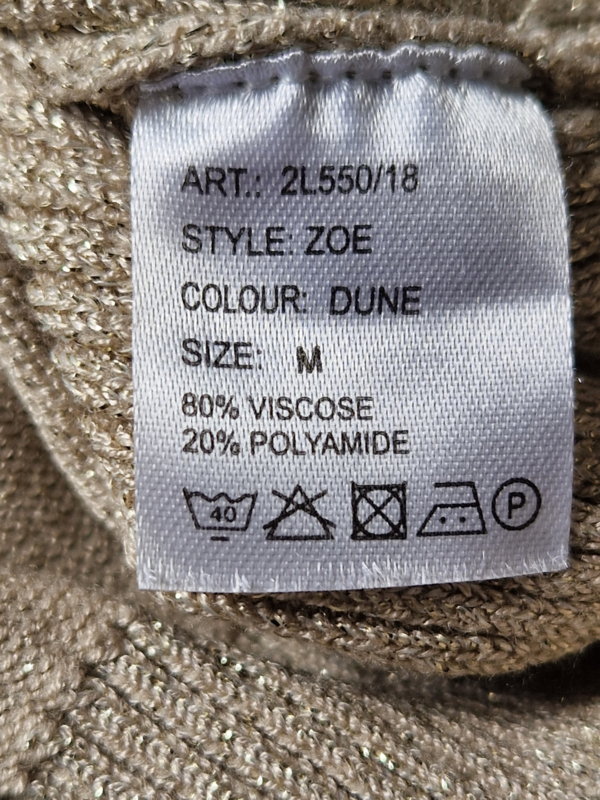 ART.: 2L550/18
STYLE: ZOE
COLOUR: DUNE
SIZE: M
80% VISCOSE
20% POLYAMIDE
40 P